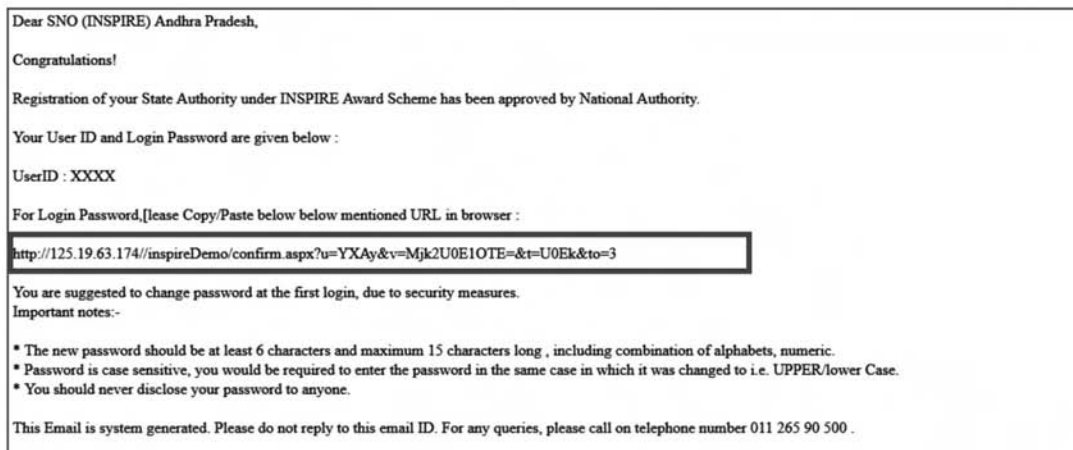 Dear SNO (INSPIRE) Andhra Pradesh,
Congratulations!
Registration of your State Authority under INSPIRE Award Scheme has been approved by National Authority.
Your User ID and Login Password are given below :
UserID : XXXX
For Login Password,[lease Copy/Paste below below mentioned URL in browser :
http://125.19.63.174//inspireDemo/confirm.aspx?u=YXAy&v=Mjk2U0E1OTE=&t=U0Ek&to=3
You are suggested to change password at the first login, due to security measures.
Important notes:-
* The new password should be at least 6 characters and maximum 15 characters long , including combination of alphabets, numeric.
* Password is case sensitive, you would be required to enter the password in the same case in which it was changed to i.e. UPPER/lower Case.
* You should never disclose your password to anyone.
This Email is system generated. Please do not reply to this email ID. For any queries, please call on telephone number 011 265 90 500 .